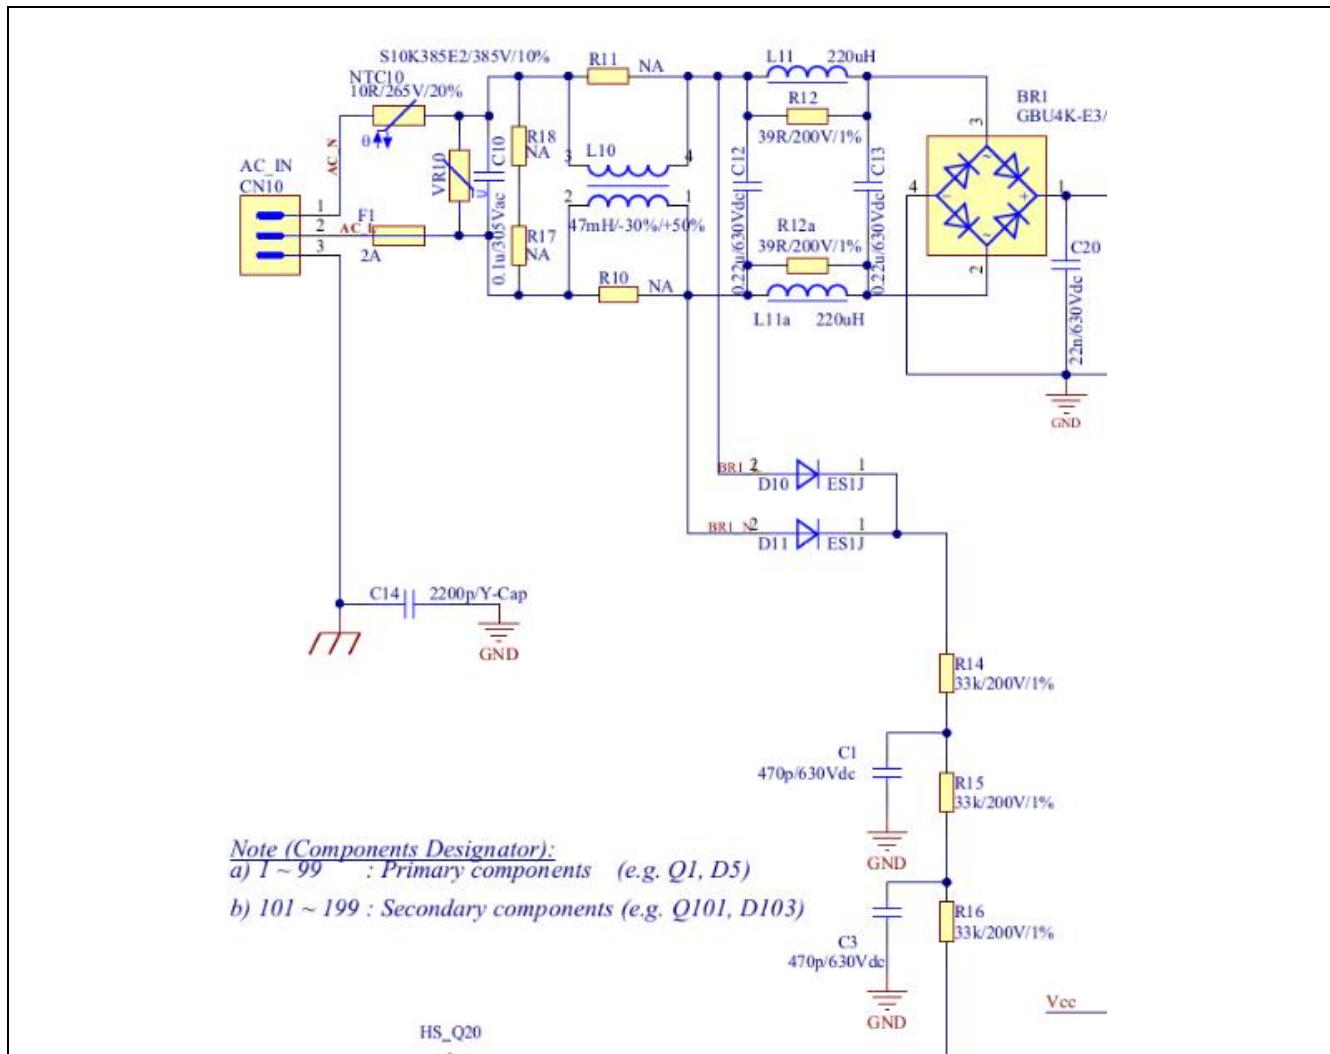 S10K385E2/385V/10%
NTC10
10R/265V/20%
R11 NA
L11 220uH
R12
39R/200V/1%
BR1
GBU4K-E3/
3
AC_N
θ
R18
NA
C10
VR10
U
0.1u/305Vac
3 L10 4
2 1
47mH/-30%/+50%
C12
0.22u/630Vdc
C13
0.22u/630Vdc
4 - ~ + 1
~
2
AC_IN
CN10
1
2
3
F1
AC_L
2A
R17
NA
R12a
39R/200V/1%
R10 NA
L11a 220uH
C20
22n/630Vdc
GND
BR1_ 2 1
D10 ES1J
BR1_N 2 1
D11 ES1J
C14 2200p/Y-Cap
GND
R14
33k/200V/1%
C1
470p/630Vdc
R15
33k/200V/1%
GND
Note (Components Designator):
a) 1 ~ 99 : Primary components (e.g. Q1, D5)
b) 101 ~ 199 : Secondary components (e.g. Q101, D103)
R16
33k/200V/1%
C3
470p/630Vdc
GND
Vcc
HS_Q20